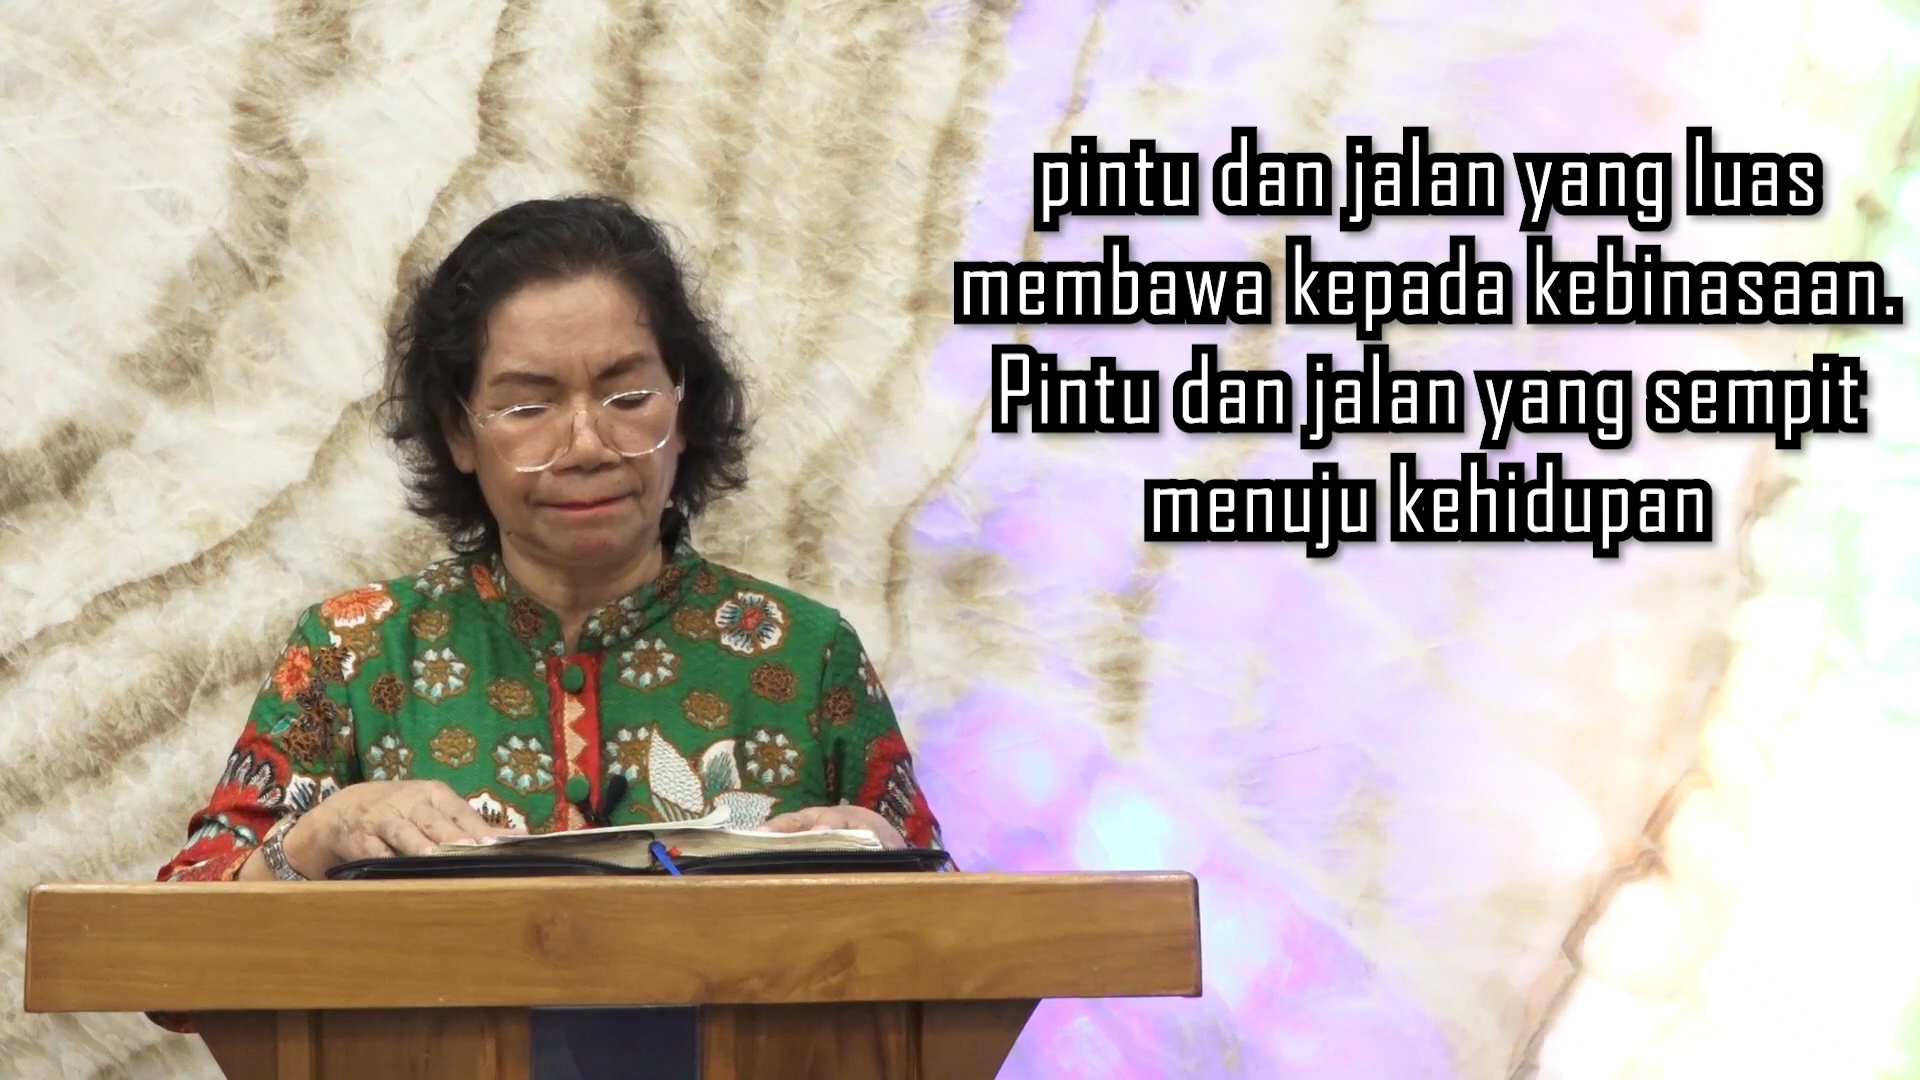 pintu dan jalan yang luas
membawa kepada kebinasaan.
Pintu dan jalan yang sempit
menuju kehidupan